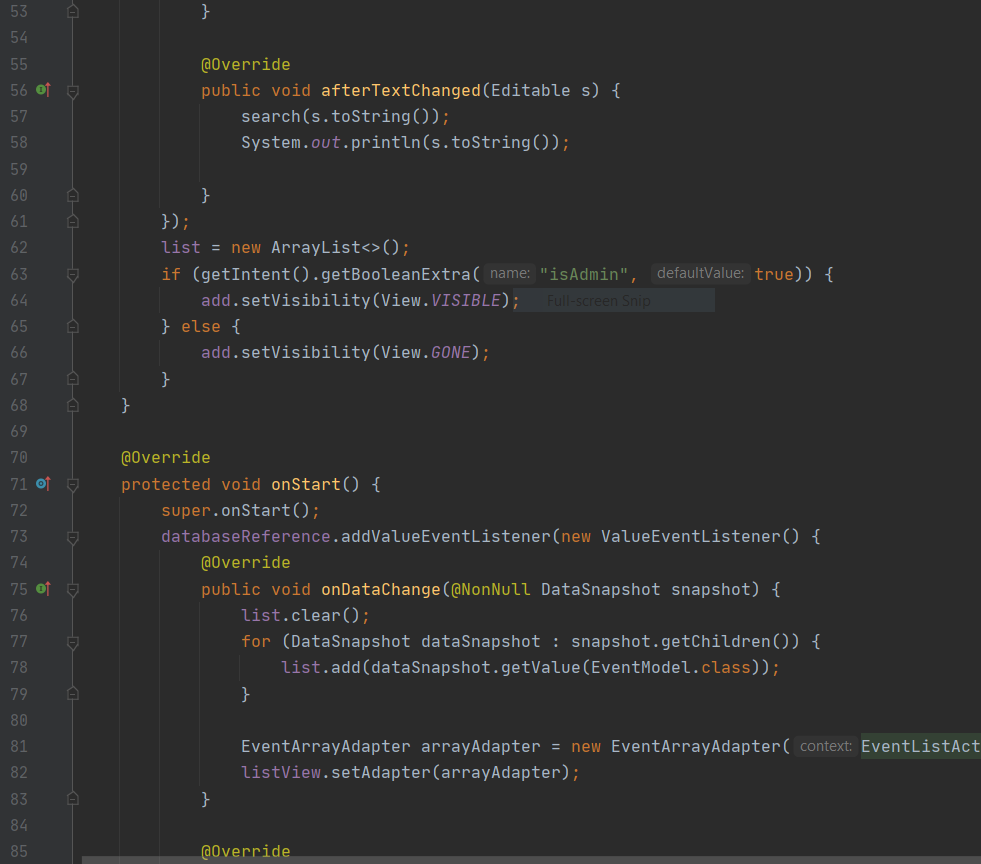 53 }
54
55 @Override
56 public void afterTextChanged(Editable s) {
57 search(s.toString());
58 System.out.println(s.toString());
59
60 }
61 });
62 list = new ArrayList<>();
63 if (getIntent().getBooleanExtra( name: "isAdmin", defaultValue: true)) {
64 add.setVisibility(View.VISIBLE); Full-screen Snip
65 } else {
66 add.setVisibility(View.GONE);
67 }
68 }
69
70 @Override
71 protected void onStart() {
72 super.onStart();
73 databaseReference.addValueEventListener(new ValueEventListener() {
74 @Override
75 public void onDataChange(@NonNull DataSnapshot snapshot) {
76 list.clear();
77 for (DataSnapshot dataSnapshot : snapshot.getChildren()) {
78 list.add(dataSnapshot.getValue(EventModel.class));
79 }
80
81 EventArrayAdapter arrayAdapter = new EventArrayAdapter( context: EventListAct
82 listView.setAdapter(arrayAdapter);
83 }
84
85 @Override